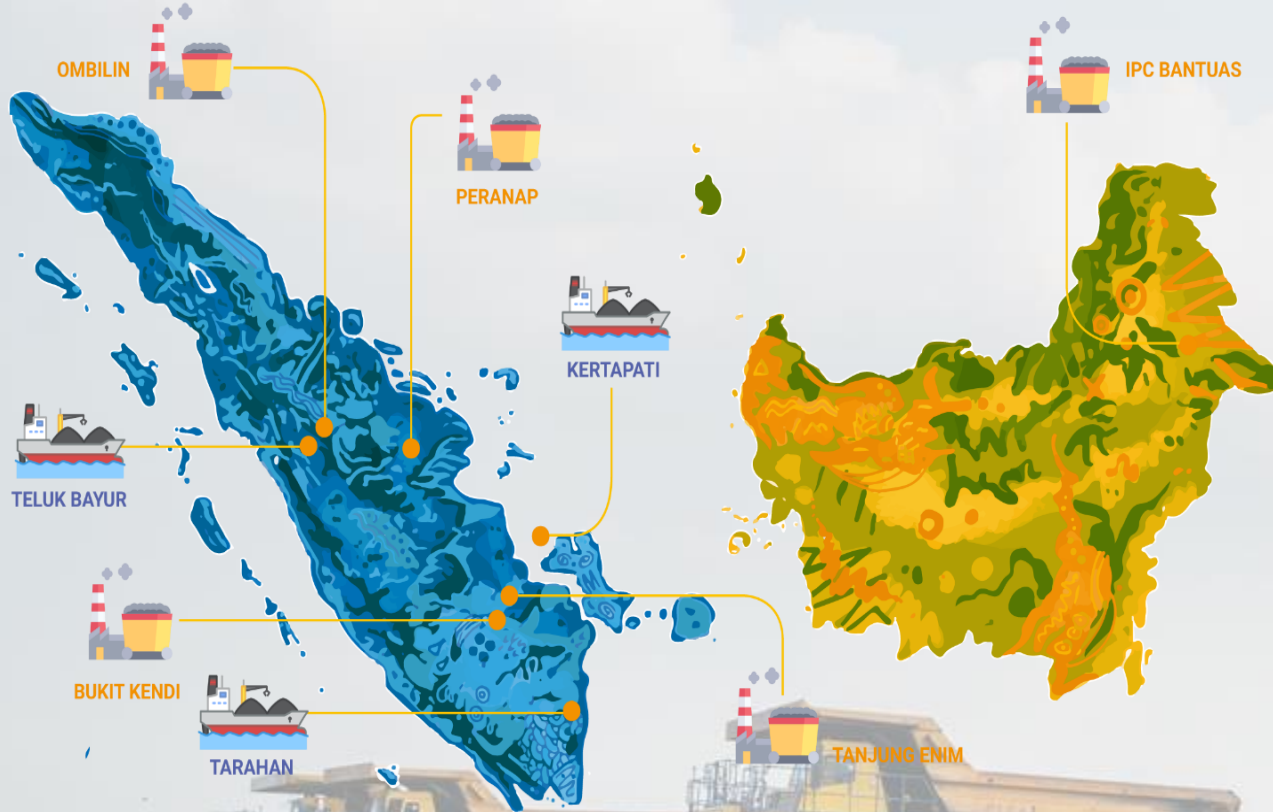 OMBILIN
IPC BANTUAS
PERANAP
KERTAPATI
TELUK BAYUR
BUKIT KENDI
TARAHAN
TANJUNG ENIM